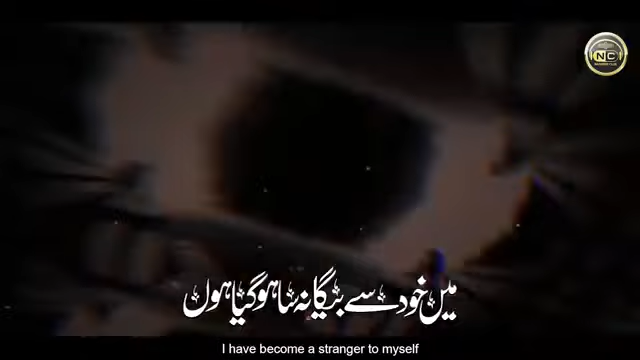 NC
میں خود سے بیگانہ سا ہو گیا ہوں
I have become a stranger to myself